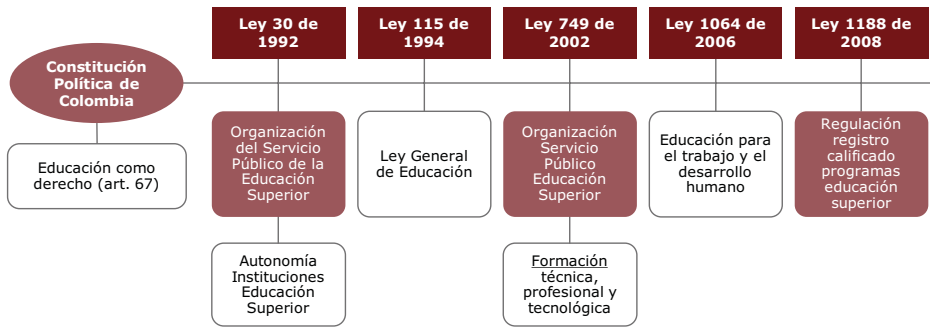 Constitución
Política de
Colombia
Educación como
derecho (art. 67)
Ley 30 de
1992
Organización
del Servicio
Público de la
Educación
Superior
Autonomía
Instituciones
Educación
Superior
Ley 115 de
1994
Ley General
de Educación
Ley 749 de
2002
Organización
Servicio
Público
Educación
Superior
Formación
técnica,
profesional y
tecnológica
Ley 1064 de
2006
Educación para
el trabajo y el
desarrollo
humano
Ley 1188 de
2008
Regulación
registro
calificado
programas
educación
superior